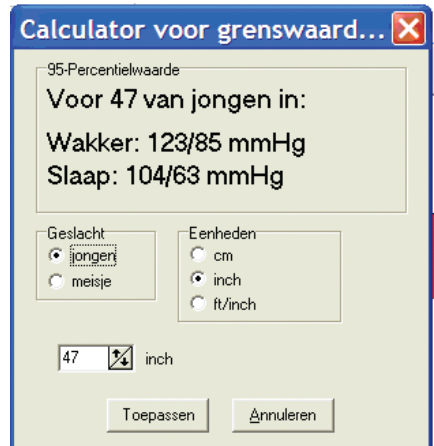 Calculator voor grenswaard...
95-Percentielwaarde
Voor 47 van jongen in:
Wakker: 123/85 mmHg
Slaap: 104/63 mmHg
Geslacht
jongen
meisje
Eenheden
cm
inch
ft/inch
47 inch
Toepassen Annuleren